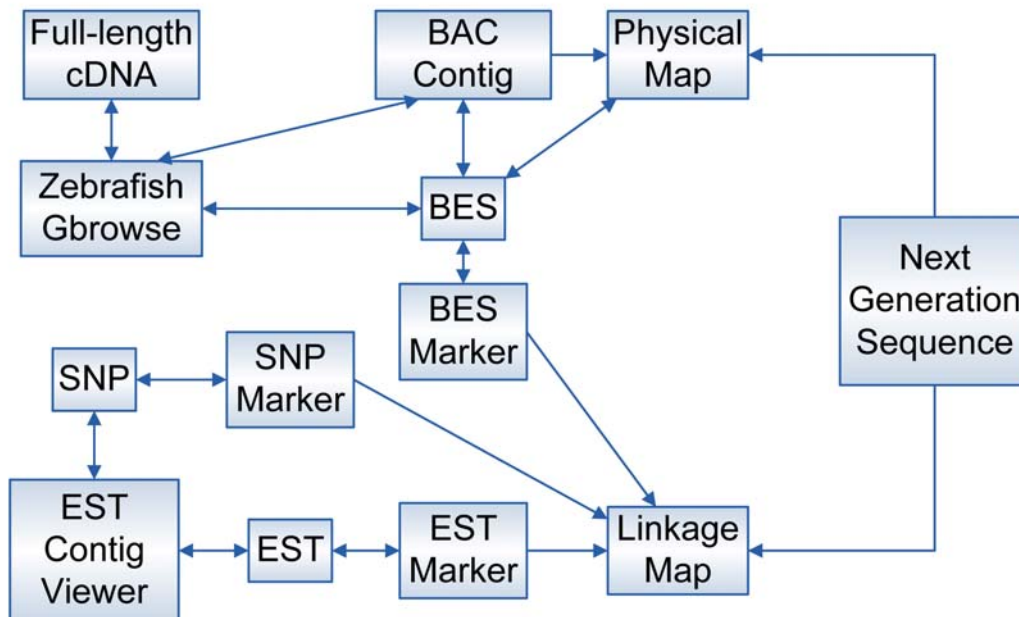 Full-length
cDNA
BAC
Contig
Physical
Map
Zebrafish
Gbrowse
BES
Next
Generation
Sequence
BES
Marker
SNP
SNP
Marker
EST
Contig
Viewer
EST
EST
Marker
Linkage
Map